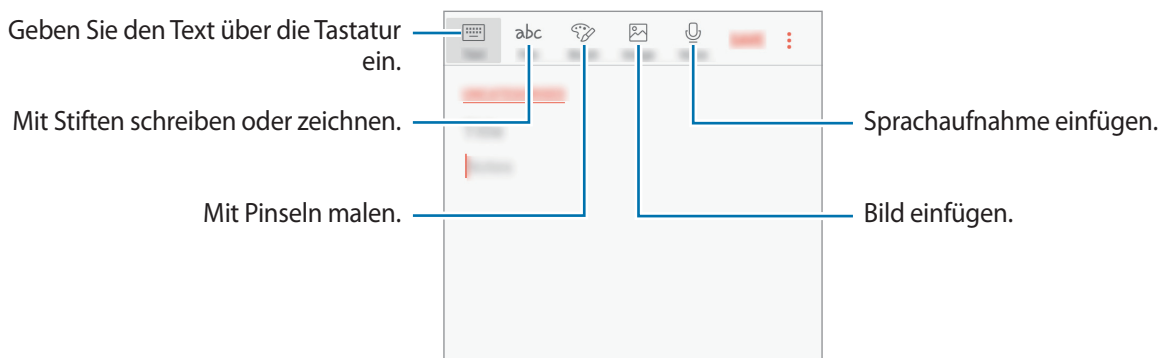 Geben Sie den Text über die Tastatur
ein.
abc
Mit Stiften schreiben oder zeichnen.
Sprachaufnahme einfügen.
Mit Pinseln malen.
Bild einfügen.